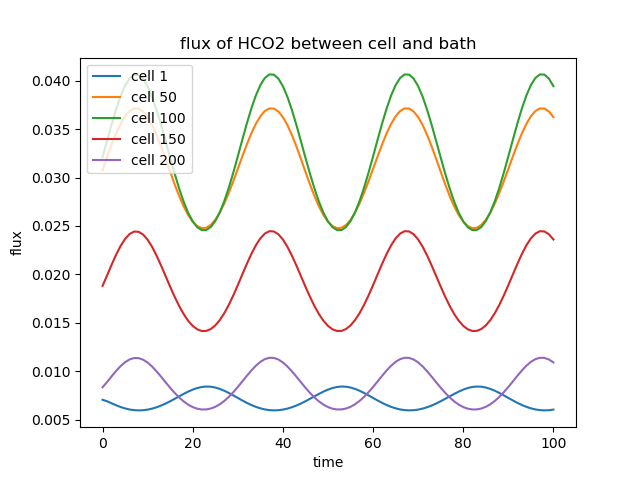 flux of HCO2 between cell and bath
cell 1
cell 50
cell 100
cell 150
cell 200
flux
0.040
0.035
0.030
0.025
0.020
0.015
0.010
0.005
0 20 40 60 80 100
time